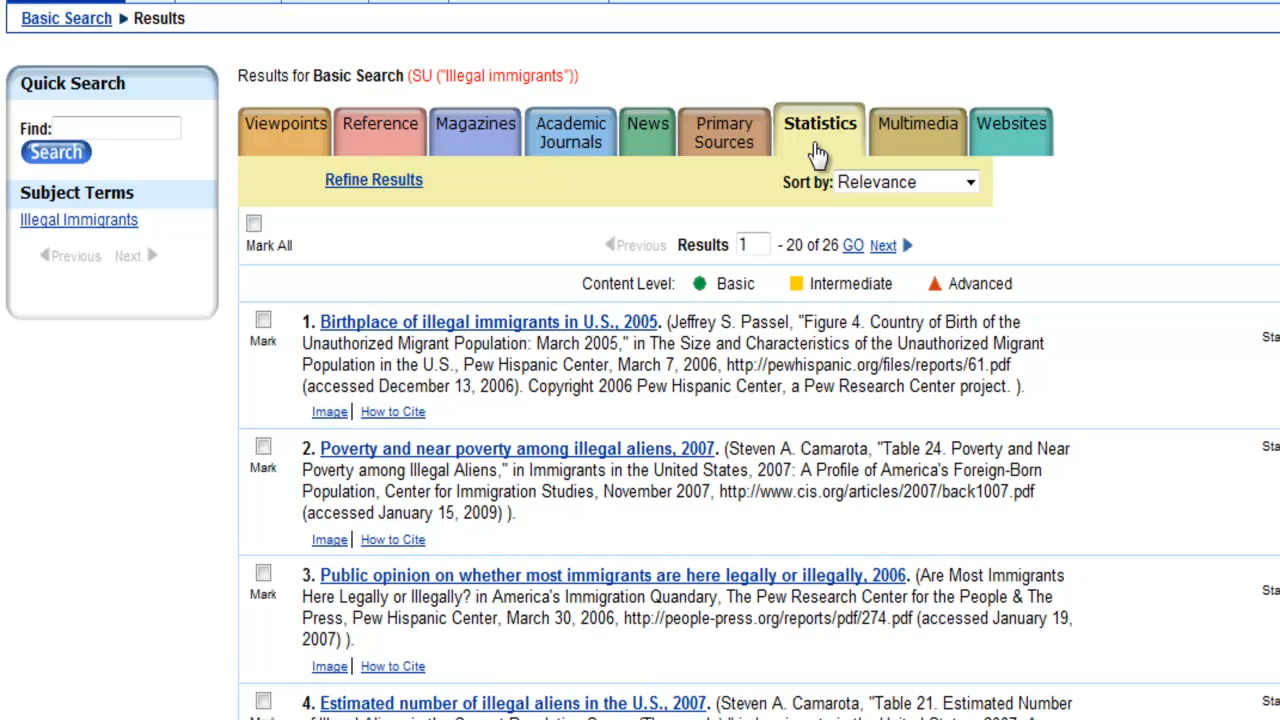 Basic Search ▶ Results
Results for Basic Search (SU ("Illegal immigrants"))
Quick Search
Find:
Search
Subject Terms
Illegal Immigrants
Previous Next
Viewpoints Reference Magazines Academic Journals News Primary Sources Statistics Multimedia Websites
Refine Results
Sort by: Relevance
Mark All
Previous Results 1 - 20 of 26 GO Next
Content Level: Basic Intermediate Advanced
Mark
1. Birthplace of illegal immigrants in U.S., 2005. (Jeffrey S. Passel, "Figure 4. Country of Birth of the
Unauthorized Migrant Population: March 2005," in The Size and Characteristics of the Unauthorized Migrant
Population in the U.S., Pew Hispanic Center, March 7, 2006, http://pewhispanic.org/files/reports/61.pdf
(accessed December 13, 2006). Copyright 2006 Pew Hispanic Center, a Pew Research Center project. ).
Image | How to Cite
Mark
2. Poverty and near poverty among illegal aliens, 2007. (Steven A. Camarota, "Table 24. Poverty and Near
Poverty among Illegal Aliens," in Immigrants in the United States, 2007: A Profile of America's Foreign-Born
Population, Center for Immigration Studies, November 2007, http://www.cis.org/articles/2007/back1007.pdf
(accessed January 15, 2009) ).
Image | How to Cite
Mark
3. Public opinion on whether most immigrants are here legally or illegally, 2006. (Are Most Immigrants
Here Legally or Illegally? in America's Immigration Quandary, The Pew Research Center for the People & The
Press, Pew Hispanic Center, March 30, 2006, http://people-press.org/reports/pdf/274.pdf (accessed January 19,
2007) ).
Image | How to Cite
4. Estimated number of illegal aliens in the U.S., 2007. (Steven A. Camarota, "Table 21. Estimated Number